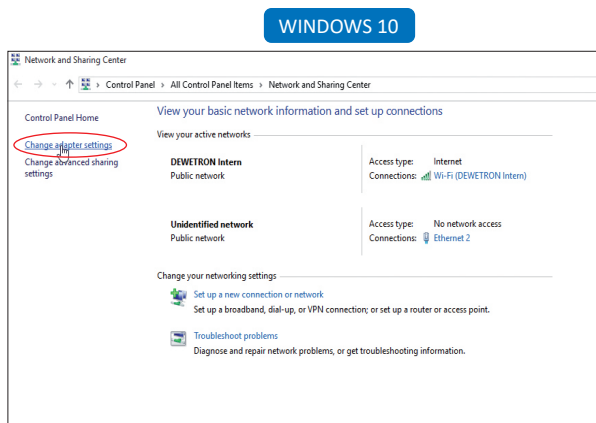 WINDOWS 10
Network and Sharing Center
Control Panel > All Control Panel Items > Network and Sharing Center
Control Panel Home
Change adapter settings
Change advanced sharing
settings
View your basic network information and set up connections
View your active networks
DEWETRON Intern
Public network
Access type: Internet
Connections: Wi-Fi (DEWETRON Intern)
Unidentified network
Public network
Access type: No network access
Connections: Ethernet 2
Change your networking settings
Set up a new connection or network
Set up a broadband, dial-up, or VPN connection; or set up a router or access point.
Troubleshoot problems
Diagnose and repair network problems, or get troubleshooting information.